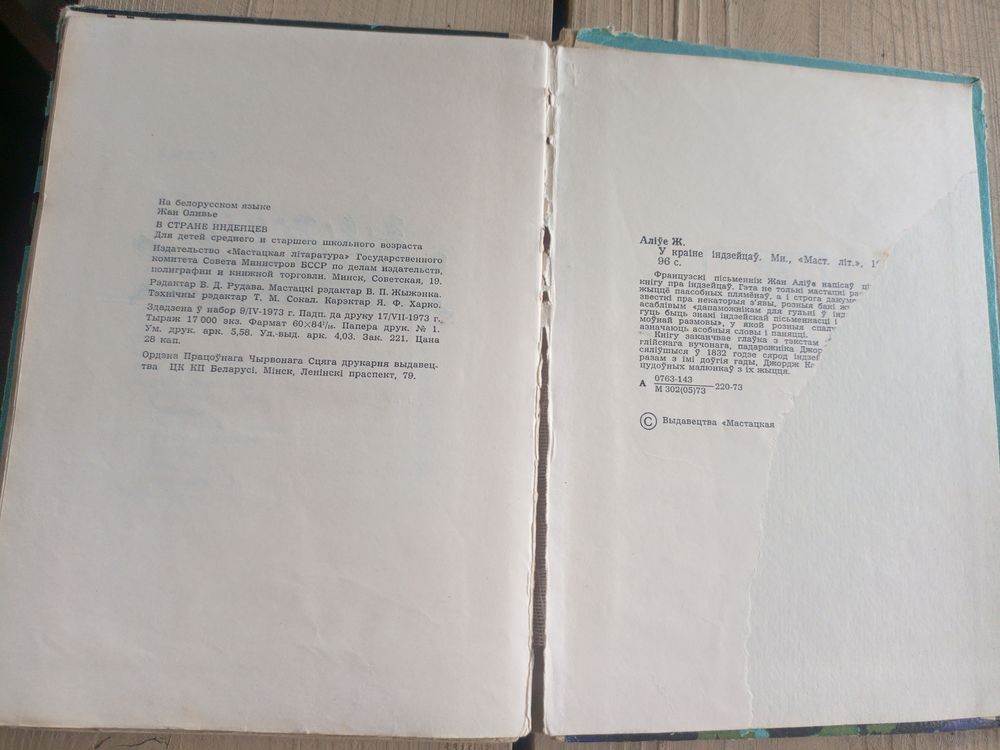 На белорусском языке
Жан Оливье
В СТРАНЕ ИНДЕЙЦЕВ
Для детей среднего и старшего школьного возраста
Издательство «Мастацкая літаратура» Государственного
комитета Совета Министров БССР по делам издательств,
полиграфии и книжной торговли. Минск, Советская, 19.
Рэдактар В. Д. Рудава. Мастацкі рэдактар В. П. Жыжэнка.
Тэхнічны рэдактар Т. М. Сокал. Карэктар Я. Ф. Харко.
Здадзена ў набор 9/IV-1973 г. Падп. да друку 17/VII-1973 г.
Тыраж 17 000 экз. Фармат 60×84¹/₁₆. Папера друк. № 1.
Ум. друк. арк. 5,58. Ул.-выд. арк. 4,03. Зак. 221. Цана
28 кап.
Ордэна Працоўнага Чырвонага Сцяга друкарня выдавец-
тва ЦК КП Беларусі. Мінск, Ленінскі праспект, 79.
Аліўе Ж.
У краіне індзейцаў. Мн., «Маст. літ.», 1
96 с.
Французскі пісьменнік Жан Аліўе напісаў
кнігу пра індзейцаў. Гэта не толькі мастацкі
жыццё паасобных плямёнаў, а і строга
звесткі пра некаторыя з'явы, розныя бакі
асаблівым «дапаможнікам для гульні ў
гуць быць знакі індзейскай пісьменнасці і
моўнай размовы», у якой розныя
азначаюць асобныя словы і паняцці.
Кнігу заканчвае глаўка з тэкстам
глійскага вучонага, падарожніка
сяліўшыся ў 1832 годзе сярод
разам з імі доўгія гады, Джордж
цудоўных малюнкаў з іх жыцця.
А 0763-143 220-73
М 302(05)73
© Выдавецтва «Мастацкая